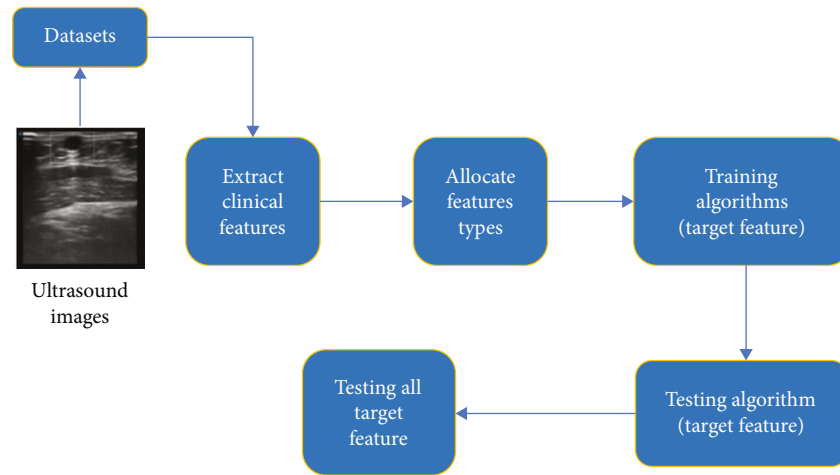 Datasets
Ultrasound
images
Extract
clinical
features
Allocate
features
types
Training
algorithms
(target feature)
Testing algorithm
(target feature)
Testing all
target
feature